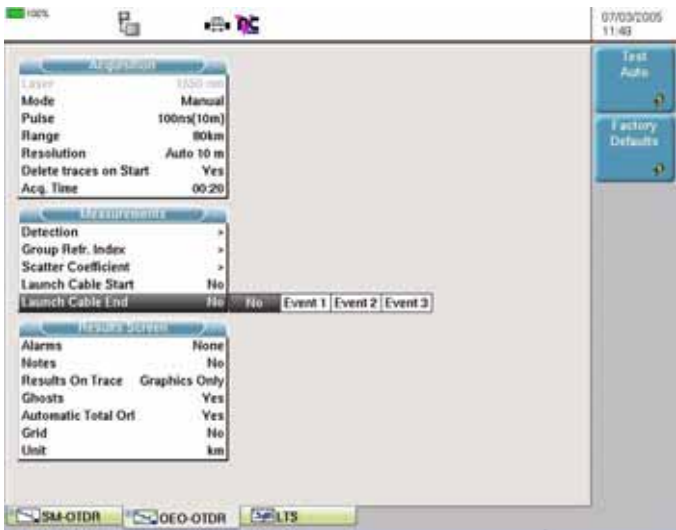 100%
07/03/2005
11:49
Acquisition
Laser 1550 nm
Mode Manual
Pulse 100ns(10m)
Range 80km
Resolution Auto 10 m
Delete traces on Start Yes
Acq. Time 00:20
Measurements
Detection >
Group Refr. Index >
Scatter Coefficient >
Launch Cable Start No
Launch Cable End No No Event 1 Event 2 Event 3
Results Screen
Alarms None
Notes No
Results On Trace Graphics Only
Ghosts Yes
Automatic Total Orl Yes
Grid No
Unit km
Test
Auto
Factory
Defaults
SM-OTDR OEO-OTDR LTS